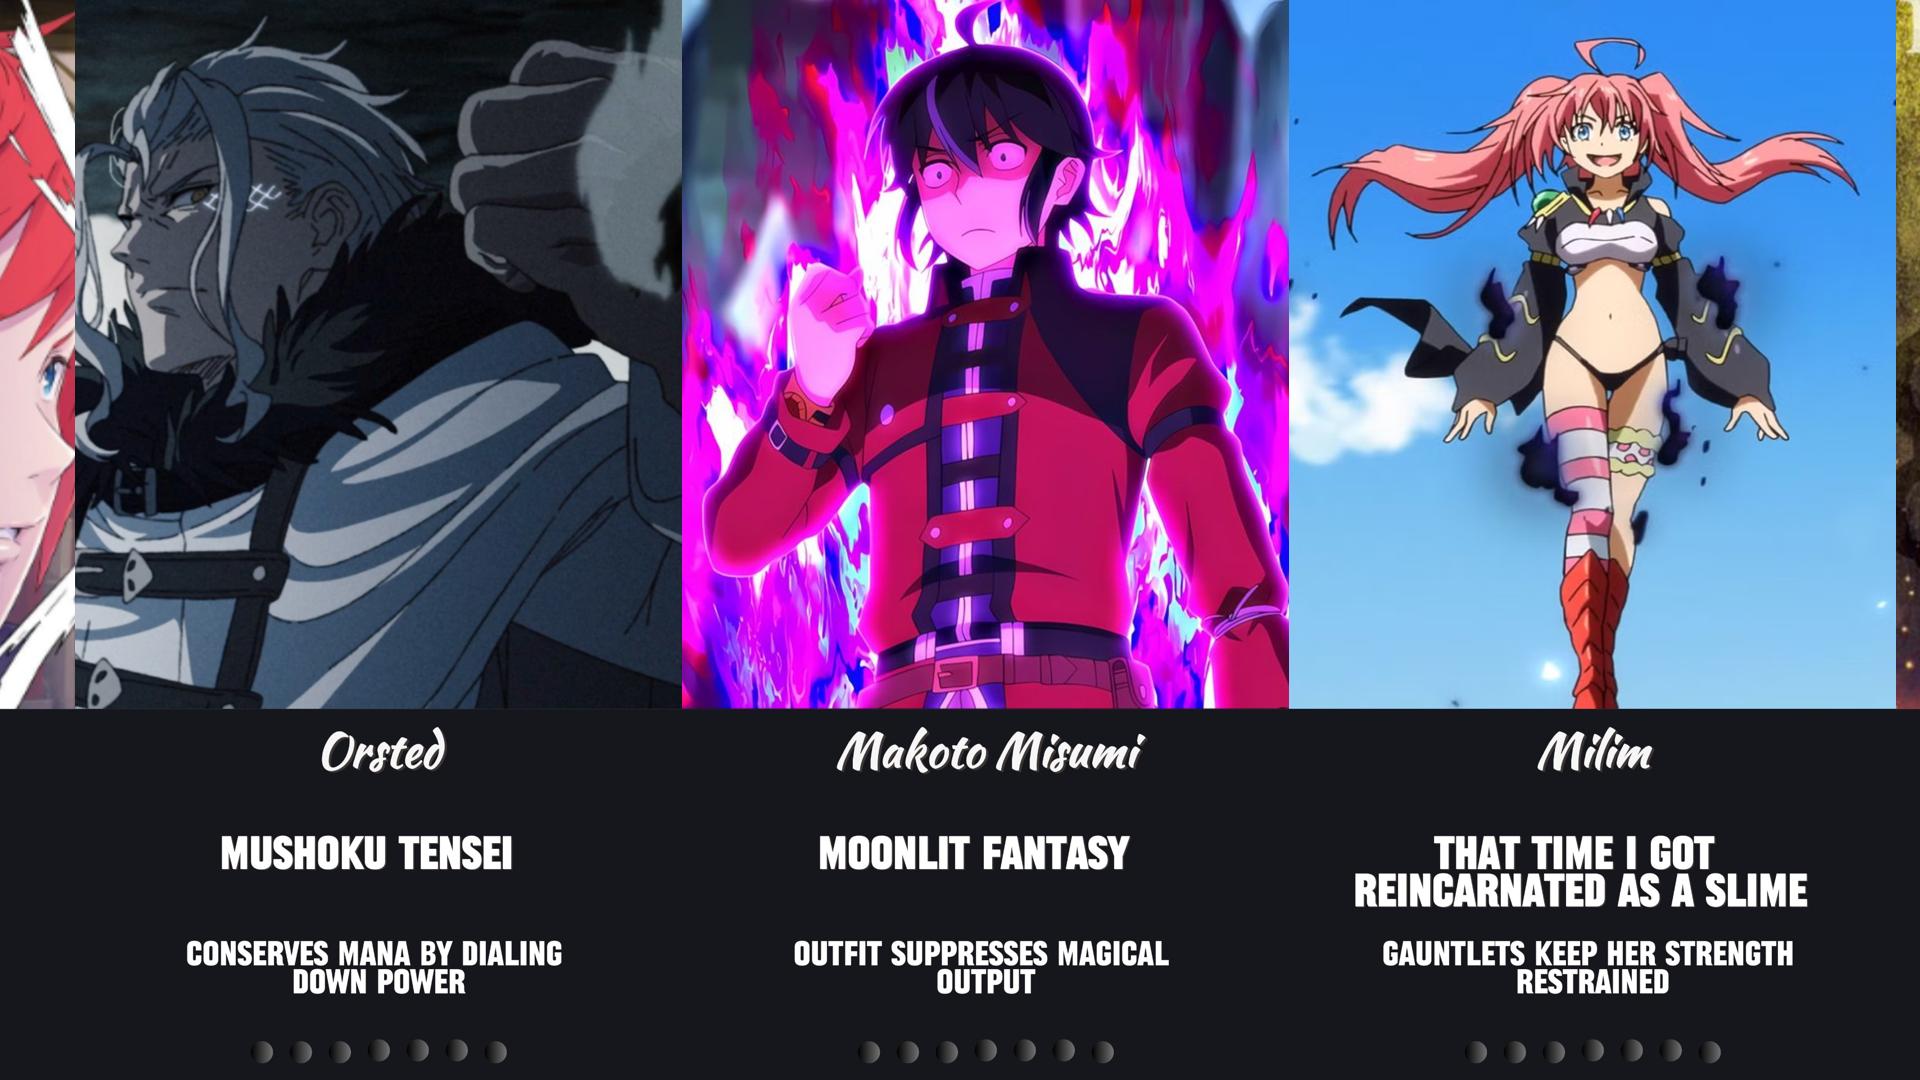 Orsted
MUSHOKU TENSEI
CONSERVES MANA BY DIALING
DOWN POWER
Makoto Misumi
MOONLIT FANTASY
OUTFIT SUPPRESSES MAGICAL
OUTPUT
Milim
THAT TIME I GOT
REINCARNATED AS A SLIME
GAUNTLETS KEEP HER STRENGTH
RESTRAINED